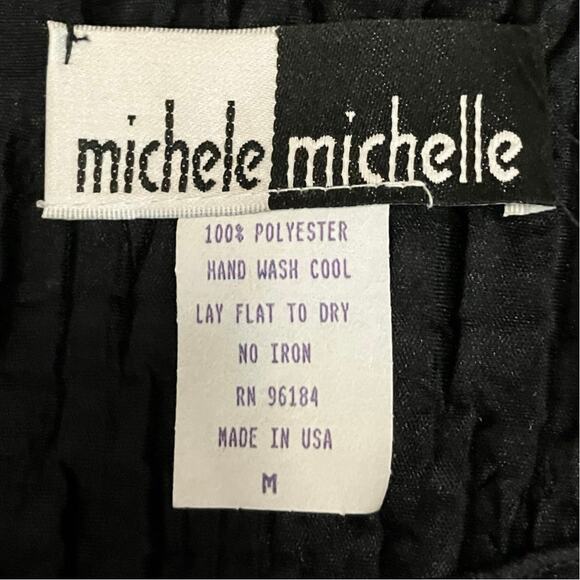 michele michelle
100% POLYESTER
HAND WASH COOL
LAY FLAT TO DRY
NO IRON
RN 96184
MADE IN USA
M